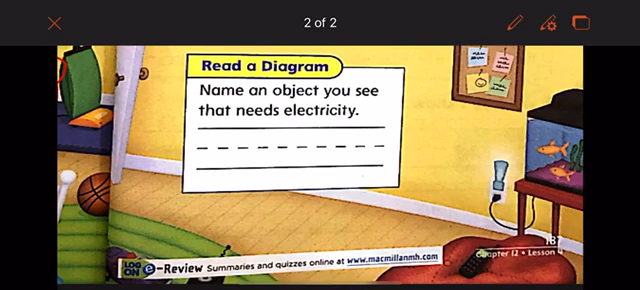 2 of 2
Read a Diagram
Name an object you see
that needs electricity.
187
Chapter 12 • Lesson 4
LOG ON e-Review Summaries and quizzes online at www.macmillanmh.com